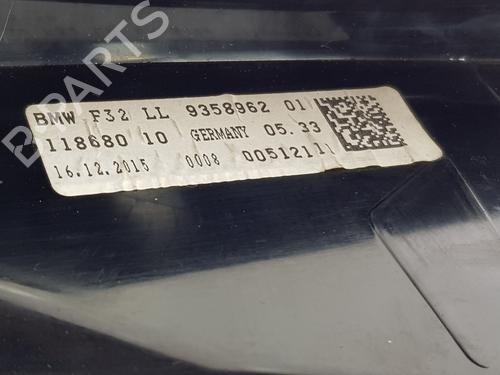 BMW F32 LL 9358962 01
118680 10 GERMANY 05.33
16.12.2015 0008 00512111
B-PARTS